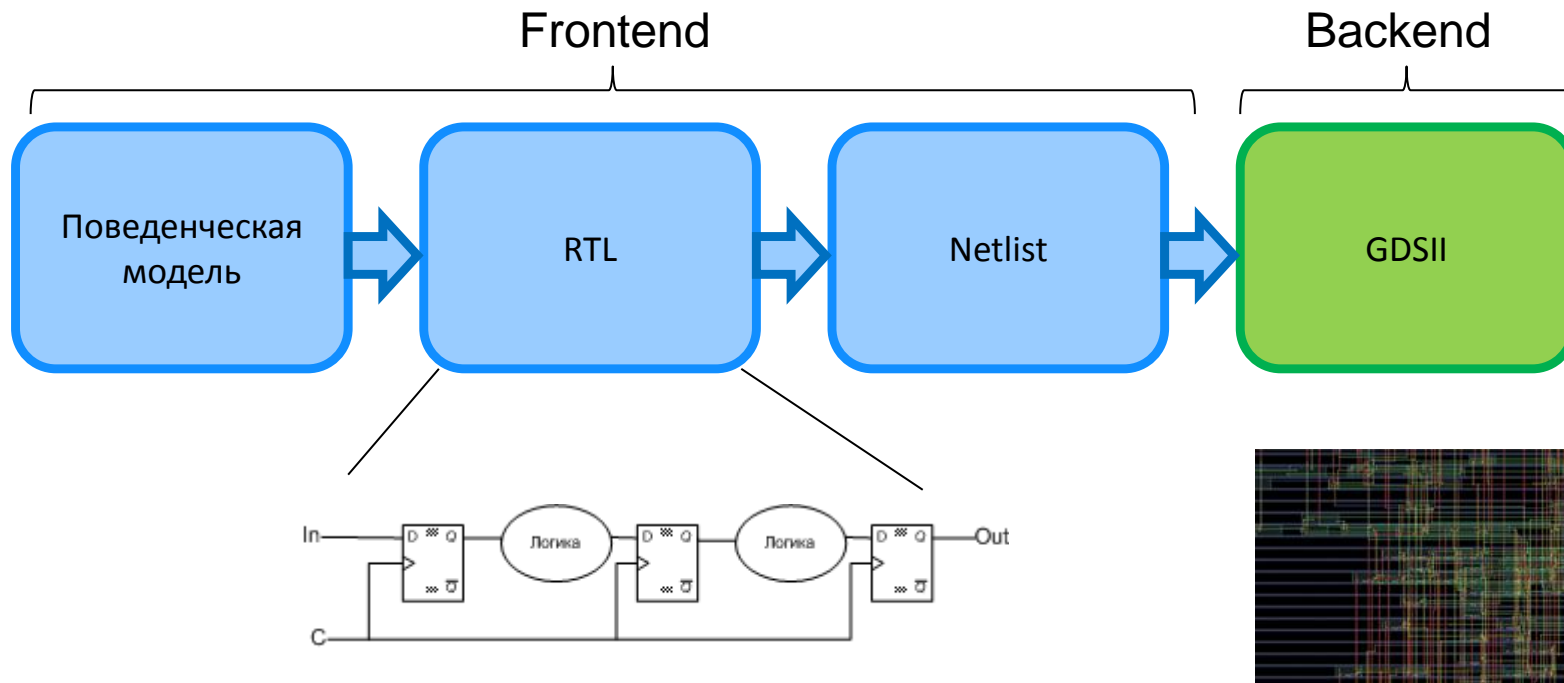 Frontend
Backend
Поведенческая
модель
RTL
Netlist
GDSII
In
D Q
Логика
D Q
Логика
D Q
Out
Q
Q
Q
C